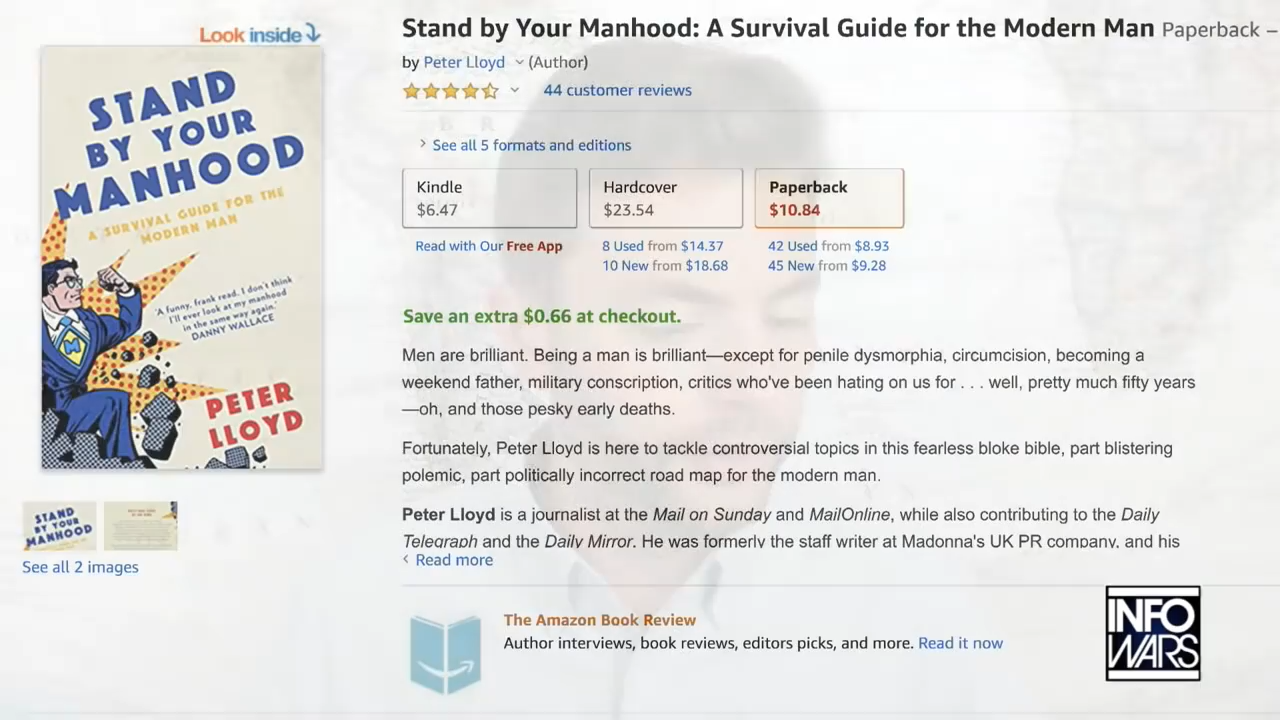 Look inside
STAND
BY YOUR
MANHOOD
A SURVIVAL GUIDE FOR THE
MODERN MAN
'A funny, frank read. I don't think
I'll ever look at my manhood
in the same way again.'
DANNY WALLACE
PETER
LLOYD
STAND
BY YOUR
MANHOOD
See all 2 images
Stand by Your Manhood: A Survival Guide for the Modern Man Paperback –
by Peter Lloyd (Author)
44 customer reviews
See all 5 formats and editions
Kindle
$6.47
Hardcover
$23.54
Paperback
$10.84
Read with Our Free App
8 Used from $14.37
10 New from $18.68
42 Used from $8.93
45 New from $9.28
Save an extra $0.66 at checkout.
Men are brilliant. Being a man is brilliant—except for penile dysmorphia, circumcision, becoming a
weekend father, military conscription, critics who've been hating on us for . . . well, pretty much fifty years
—oh, and those pesky early deaths.
Fortunately, Peter Lloyd is here to tackle controversial topics in this fearless bloke bible, part blistering
polemic, part politically incorrect road map for the modern man.
Peter Lloyd is a journalist at the Mail on Sunday and MailOnline, while also contributing to the Daily
Telegraph and the Daily Mirror. He was formerly the staff writer at Madonna's UK PR company, and his
Read more
The Amazon Book Review
Author interviews, book reviews, editors picks, and more. Read it now
INFO
WARS